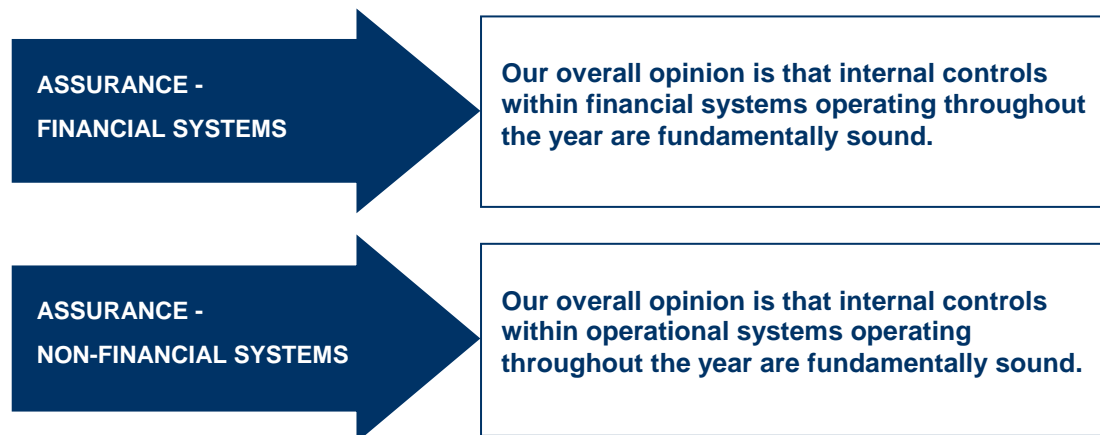 ASSURANCE -
FINANCIAL SYSTEMS
Our overall opinion is that internal controls
within financial systems operating throughout
the year are fundamentally sound.
ASSURANCE -
NON-FINANCIAL SYSTEMS
Our overall opinion is that internal controls
within operational systems operating
throughout the year are fundamentally sound.